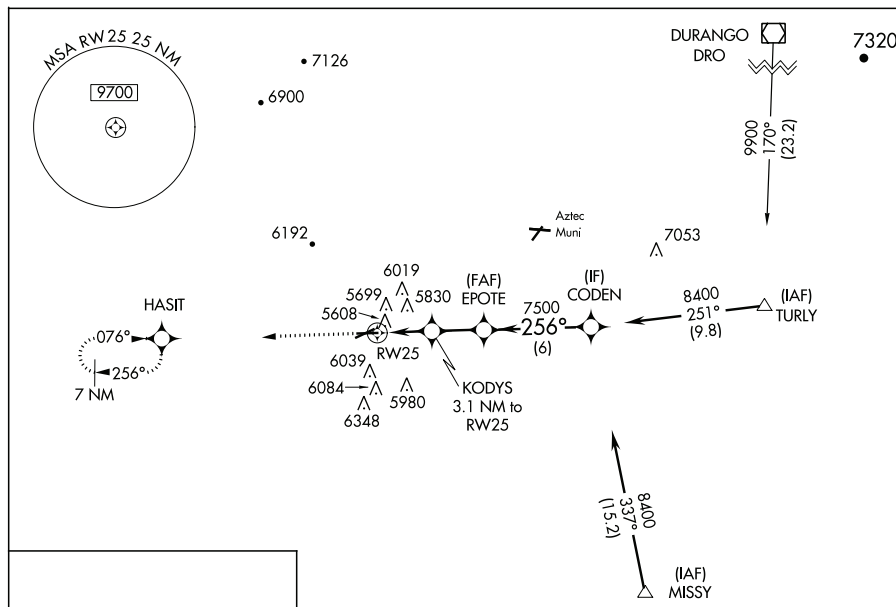 MSA RW25 25 NM
9700
7126
6900
DURANGO
DRO
7320
9900
170°
(23.2)
6192
Aztec
Muni
7053
HASIT
6019
5699
5830
5608
(FAF)
EPOTE
7500
256°
(6)
(IF)
CODEN
8400
251°
(9.8)
(IAF)
TURLY
076°
256°
7 NM
RW25
6039
6084
5980
6348
KODYS
3.1 NM to
RW25
8400
337°
(15.2)
(IAF)
MISSY